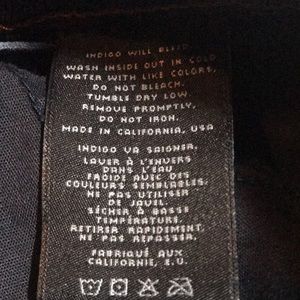 INDIGO WILL BLEED
WASH INSIDE OUT IN COLD
WATER WITH LIKE COLORS,
DO NOT BLEACH.
TUMBLE DRY LOW.
REMOVE PROMPTLY,
DO NOT IRON.
MADE IN CALIFORNIA, USA
INDIGO VA SAIGNER,
LAVER À L'ENVERS
DANS L'EAU
FROIDE AVEC DES
COULEURS SEMBLABLES.
NE PAS UTILISER
DE JAVEL.
SÉCHER À BASSE
TEMPÉRATURE.
RETIRER RAPIDEMENT.
NE PAS REPASSER.
FABRIQUÉ AUX
CALIFORNIE, E.U.